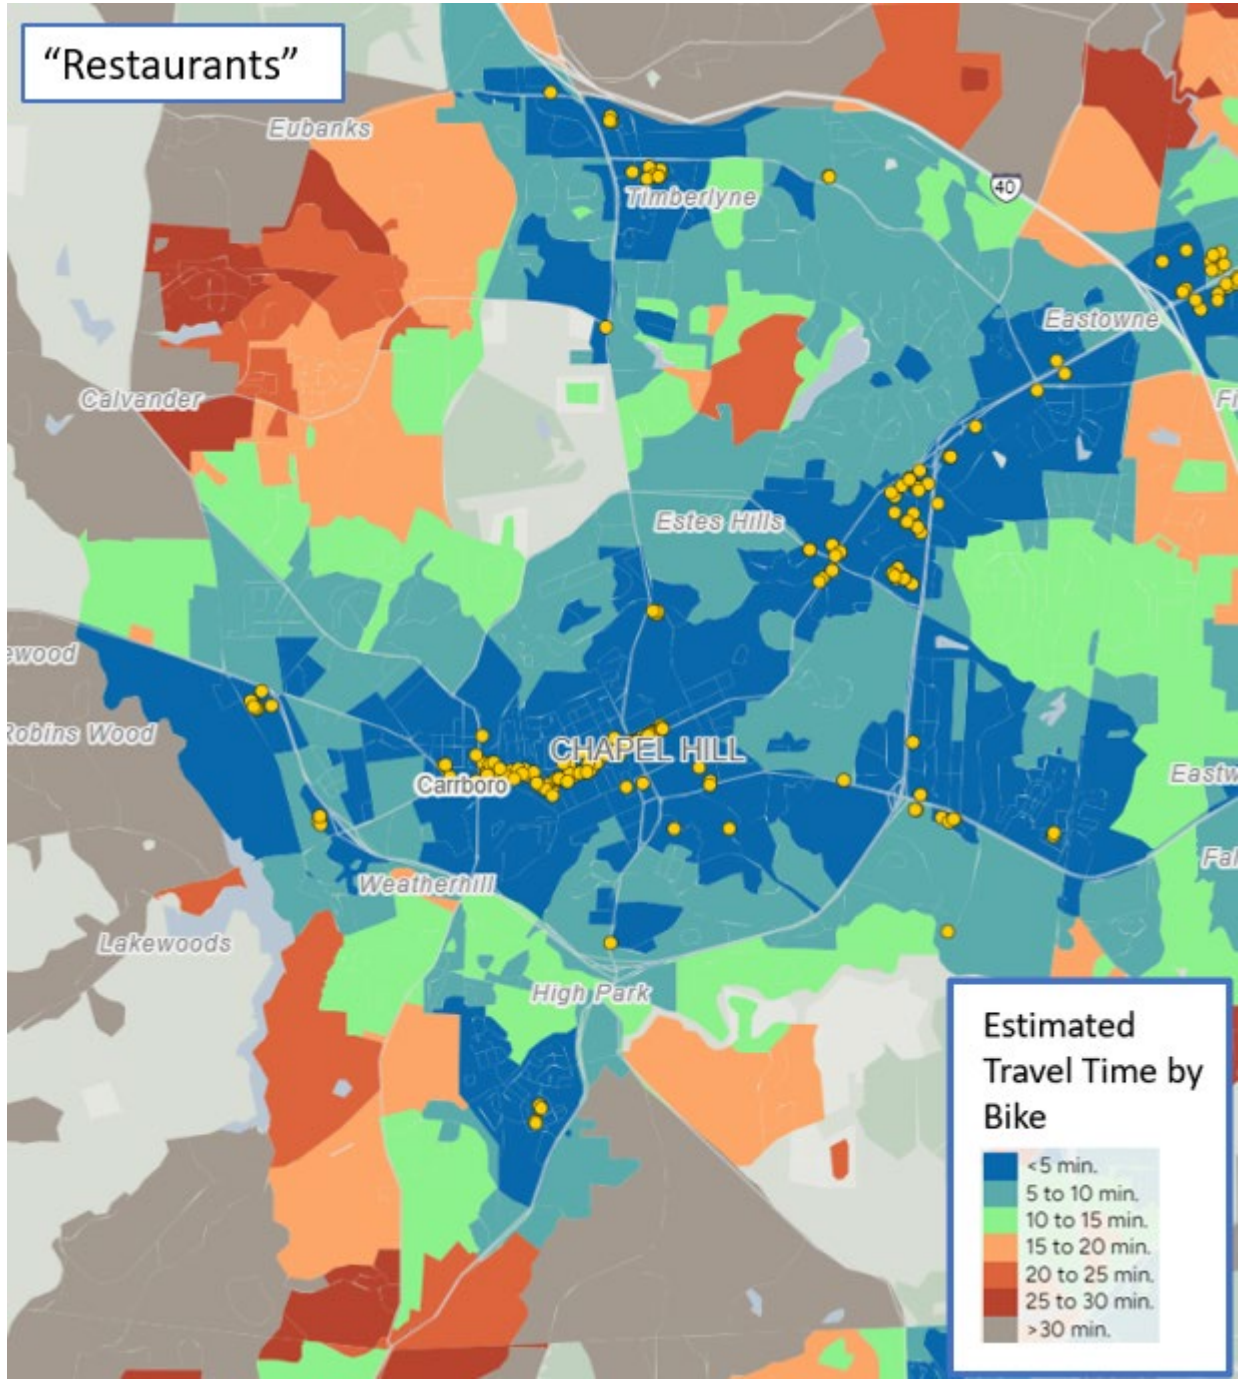 “Restaurants”
Eubanks
Timberlyne
40
Eastowne
Calvander
Estes Hills
ewood
Robins Wood
CHAPEL HILL
Carrboro
Eastw
Weatherhill
Lakewoods
High Park
Estimated
Travel Time by
Bike
<5 min.
5 to 10 min.
10 to 15 min.
15 to 20 min.
20 to 25 min.
25 to 30 min.
>30 min.